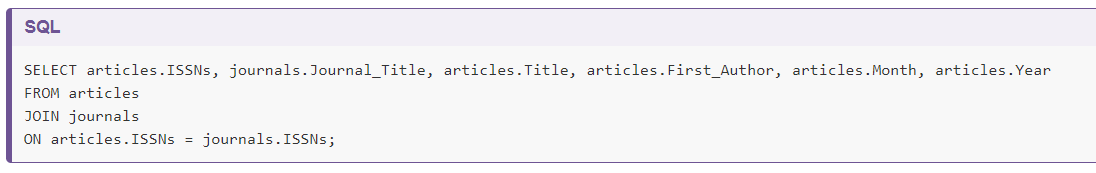 SQL
SELECT articles.ISSNs, journals.Journal_Title, articles.Title, articles.First_Author, articles.Month, articles.Year
FROM articles
JOIN journals
ON articles.ISSNs = journals.ISSNs;